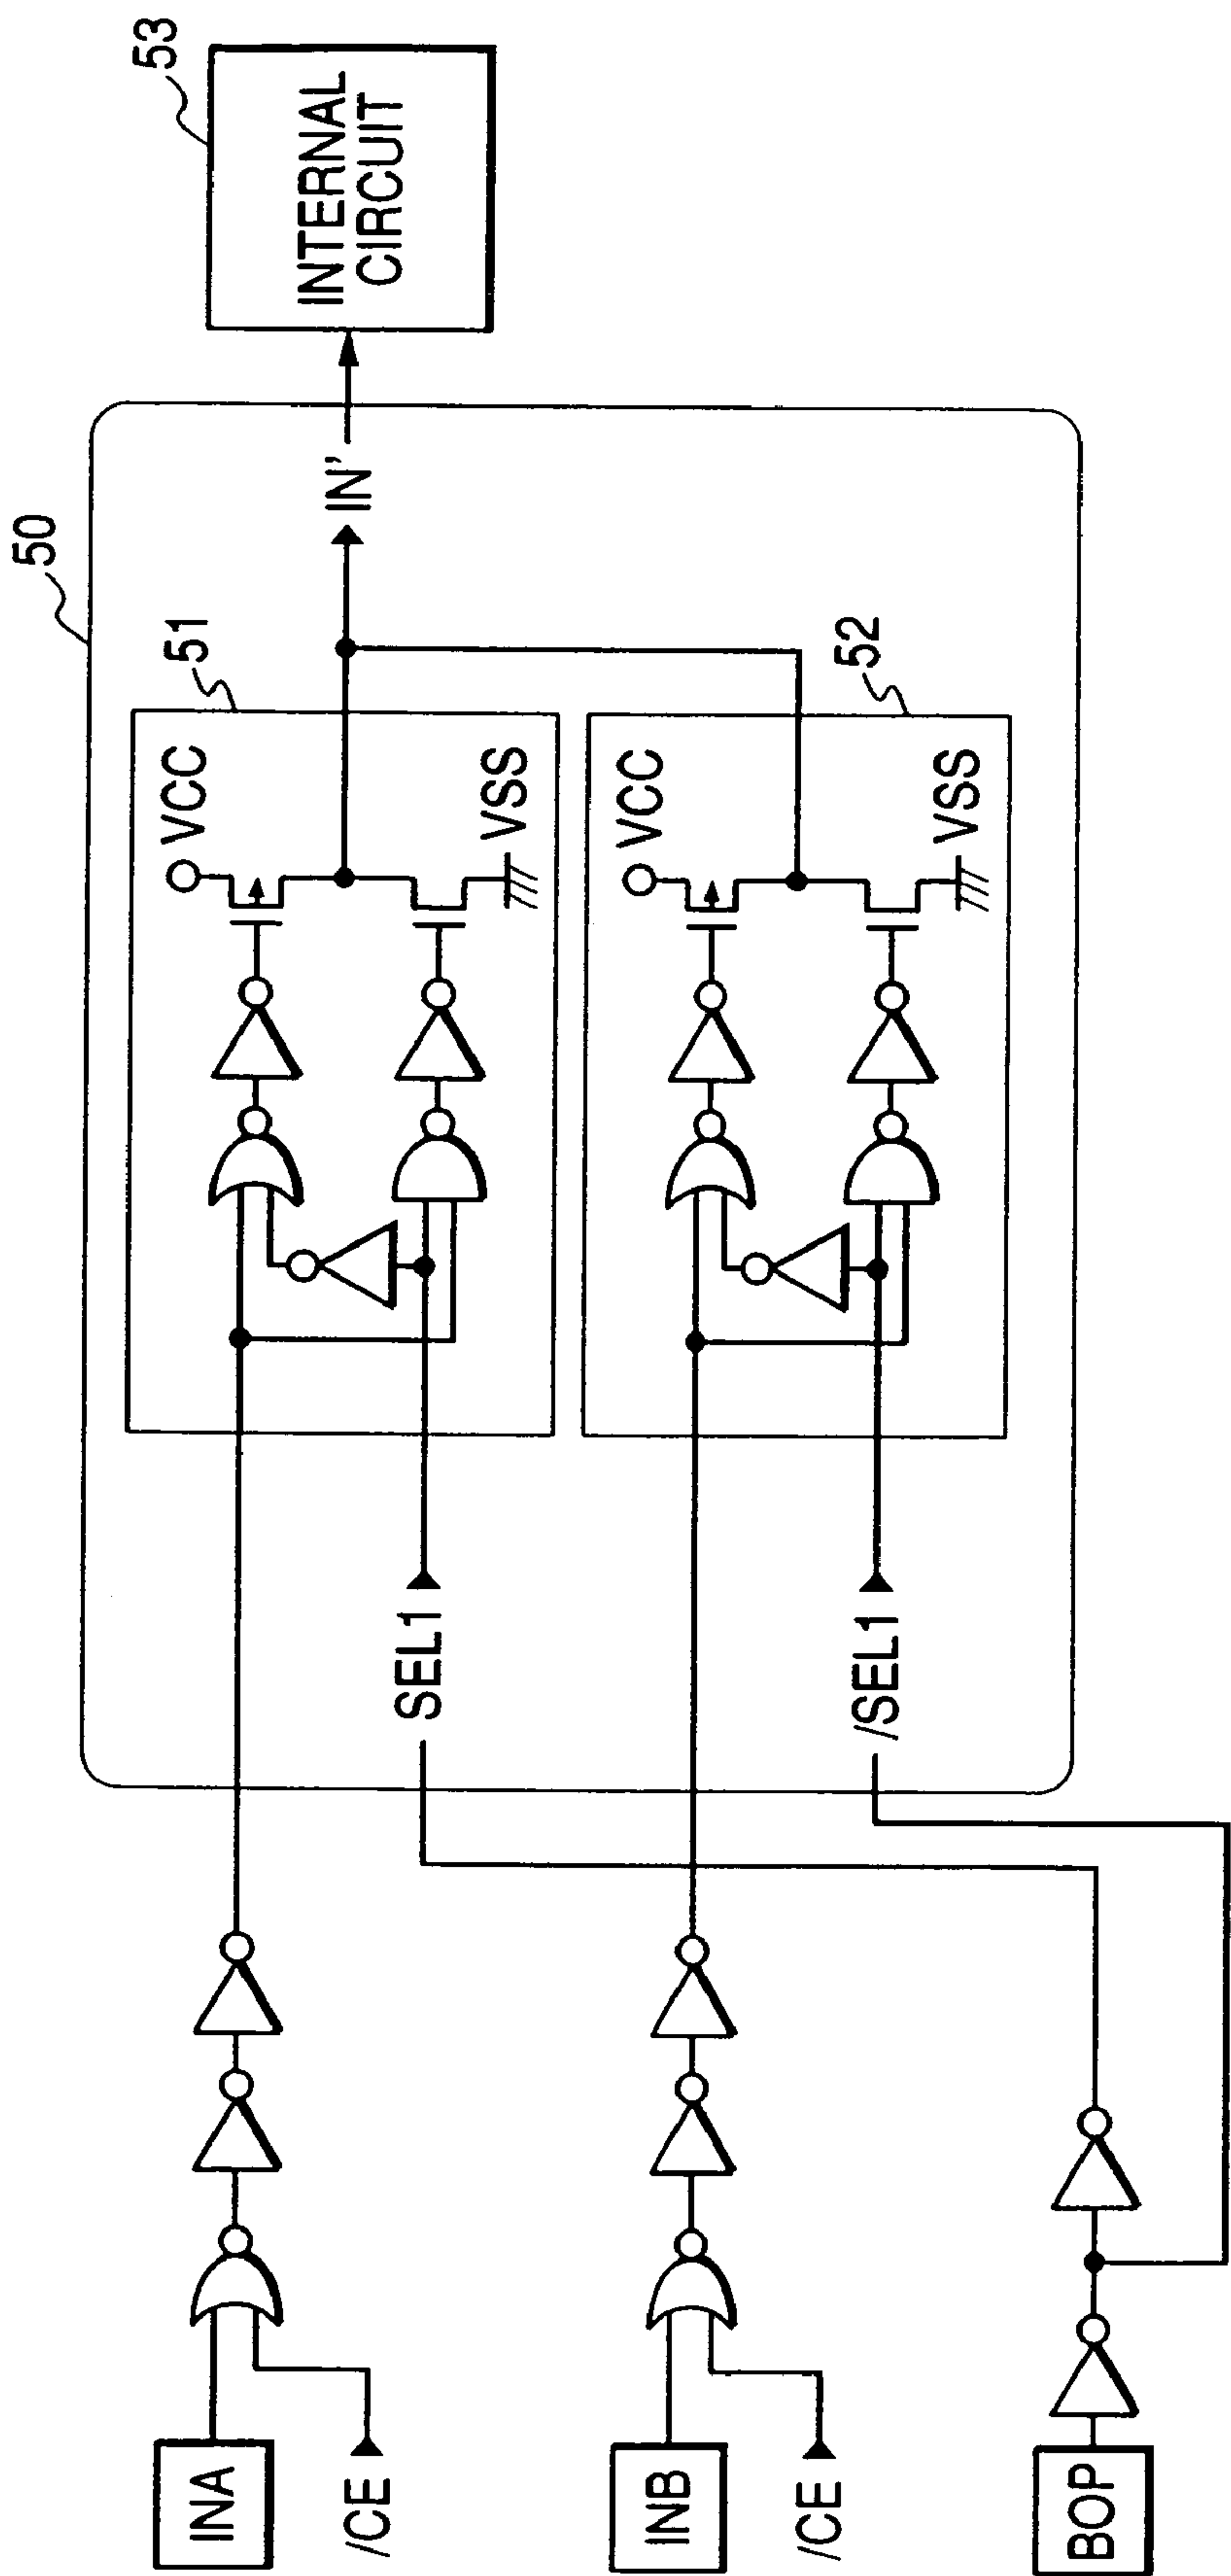 INA
/CE
INB
/CE
BOP
SEL1
/SEL1
50
51
VCC
VSS
52
VCC
VSS
IN'
53
INTERNAL
CIRCUIT